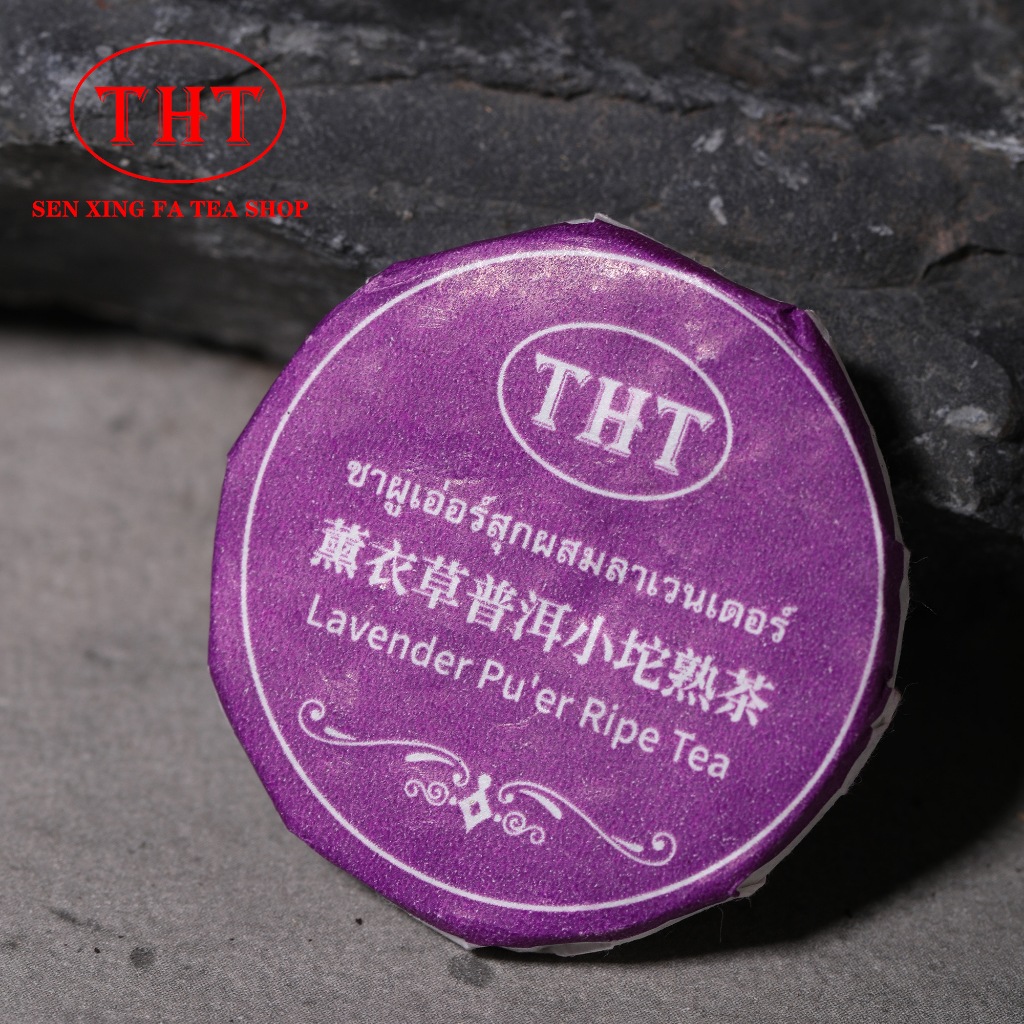 THT
SEN XING FA TEA SHOP
THT
ชาผูเอ่อร์สุกผสมลาเวนเดอร์
薰衣草普洱小坨熟茶
Lavender Pu'er Ripe Tea